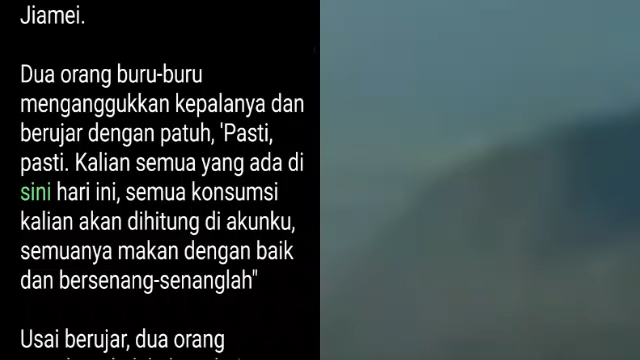 Jiamei.
Dua orang buru-buru
menganggukkan kepalanya dan
berujar dengan patuh, 'Pasti,
pasti. Kalian semua yang ada di
sini hari ini, semua konsumsi
kalian akan dihitung di akunku,
semuanya makan dengan baik
dan bersenang-senanglah"
Usai berujar, dua orang